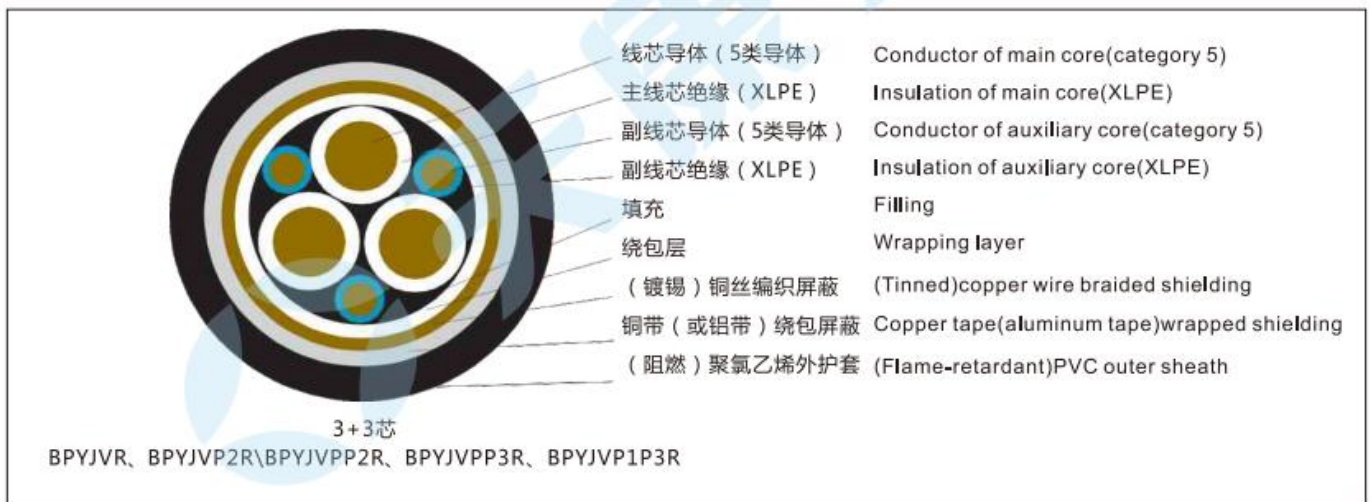 线芯导体（5类导体） Conductor of main core(category 5)
主线芯绝缘（XLPE） Insulation of main core(XLPE)
副线芯导体（5类导体） Conductor of auxiliary core(category 5)
副线芯绝缘（XLPE） Insulation of auxiliary core(XLPE)
填充 Filling
绕包层 Wrapping layer
（镀锡）铜丝编织屏蔽 (Tinned)copper wire braided shielding
铜带（或铝带）绕包屏蔽 Copper tape(aluminum tape)wrapped shielding
（阻燃）聚氯乙烯外护套 (Flame-retardant)PVC outer sheath
3+3芯
BPYJVR、BPYJVP2R\BPYJVPP2R、BPYJVPP3R、BPYJVP1P3R